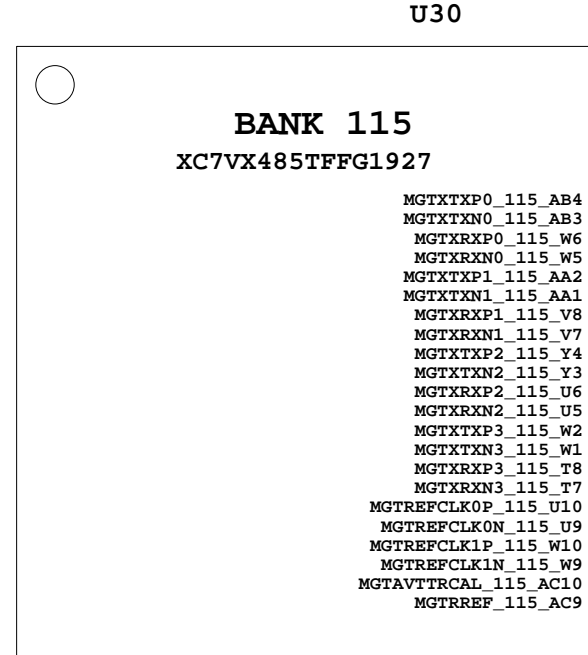 U30
BANK 115
XC7VX485TFFG1927
MGTXTXP0_115_AB4
MGTXTXN0_115_AB3
MGTXRXP0_115_W6
MGTXRXN0_115_W5
MGTXTXP1_115_AA2
MGTXTXN1_115_AA1
MGTXRXP1_115_V8
MGTXRXN1_115_V7
MGTXTXP2_115_Y4
MGTXTXN2_115_Y3
MGTXRXP2_115_U6
MGTXRXN2_115_U5
MGTXTXP3_115_W2
MGTXTXN3_115_W1
MGTXRXP3_115_T8
MGTXRXN3_115_T7
MGTREFCLK0P_115_U10
MGTREFCLK0N_115_U9
MGTREFCLK1P_115_W10
MGTREFCLK1N_115_W9
MGTAVTTRCAL_115_AC10
MGTRREF_115_AC9